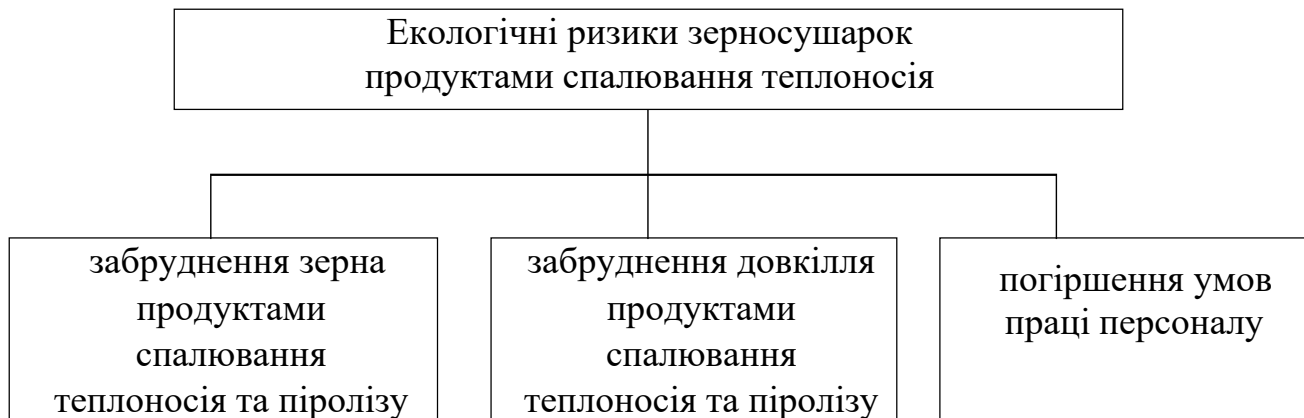 Екологічні ризики зерносушарок
продуктами спалювання теплоносія
забруднення зерна
продуктами
спалювання
теплоносія та піролізу
забруднення довкілля
продуктами
спалювання
теплоносія та піролізу
погіршення умов
праці персоналу